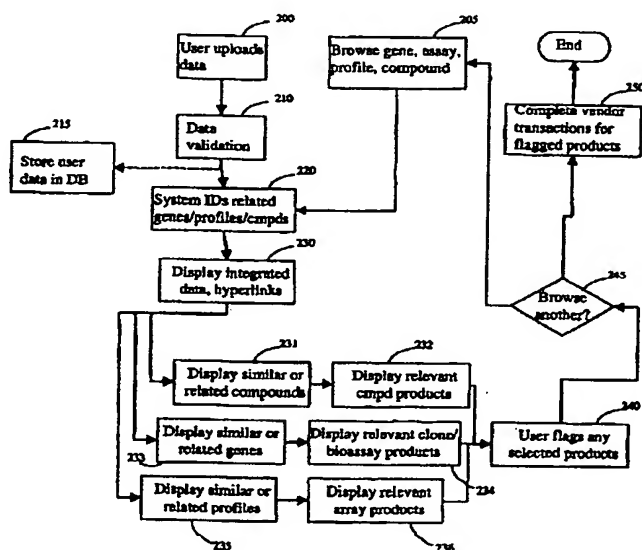 200
User uploads
data
205
Browse gene, assay,
profile, compound
End
250
Complete vendor
transactions for
flagged products
210
Data
validation
215
Store user
data in DB
220
System IDs related
genes/profiles/cmpds
230
Display integrated
data, hyperlinks
245
Browse
another?
231
Display similar or
related compounds
232
Display relevant
cmpd products
240
User flags any
selected products
Display similar or
related genes
233
Display relevant clone/
bioassay products
234
Display similar or
related profiles
235
Display relevant
array products
236